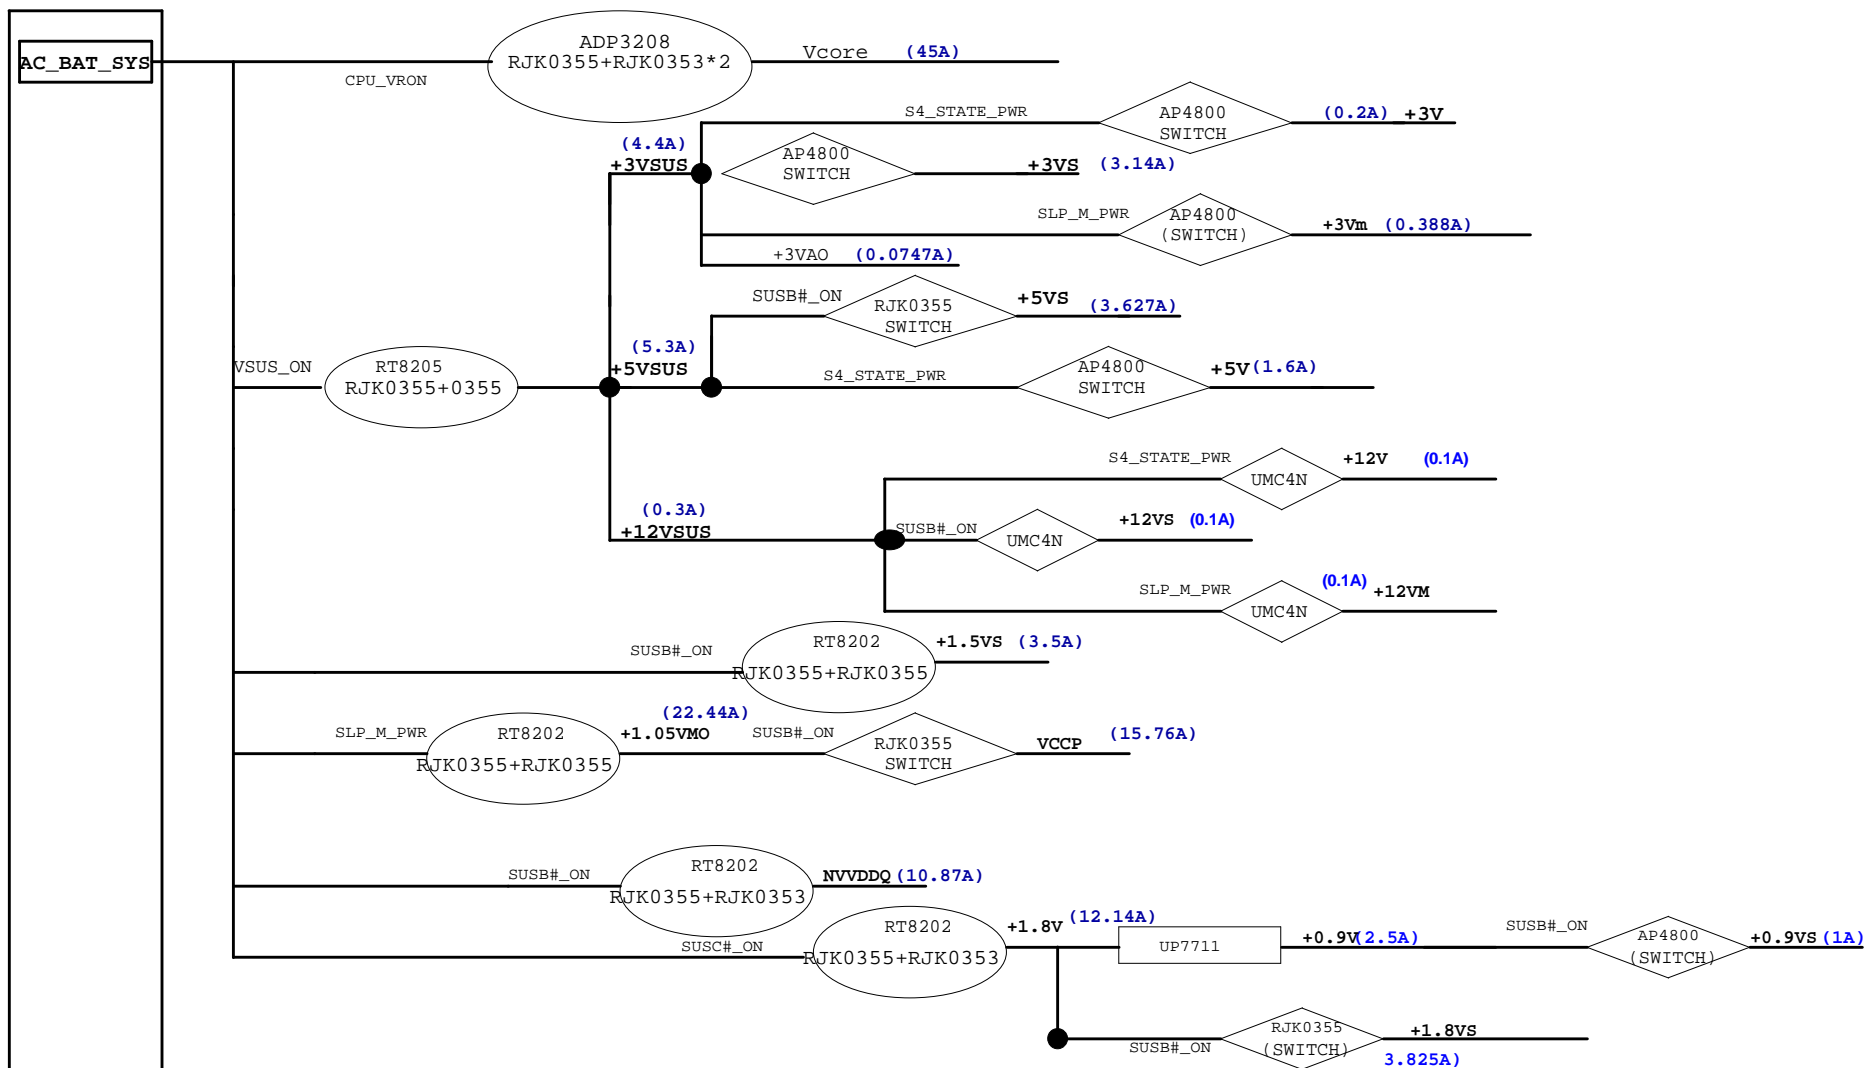 AC_BAT_SYS
CPU_VRON
ADP3208
RJK0355+RJK0353*2
Vcore (45A)
S4_STATE_PWR
AP4800
SWITCH
(0.2A) +3V
(4.4A)
+3VSUS
AP4800
SWITCH
+3VS (3.14A)
SLP_M_PWR
AP4800
(SWITCH)
+3Vm (0.388A)
+3VAO (0.0747A)
SUSB#_ON
RJK0355
SWITCH
+5VS (3.627A)
VSUS_ON
RT8205
RJK0355+0355
(5.3A)
+5VSUS
S4_STATE_PWR
AP4800
SWITCH
+5V (1.6A)
S4_STATE_PWR
UMC4N
+12V (0.1A)
(0.3A)
+12VSUS
SUSB#_ON
UMC4N
+12VS (0.1A)
SLP_M_PWR
UMC4N
(0.1A) +12VM
SUSB#_ON
RT8202
RJK0355+RJK0355
+1.5VS (3.5A)
SLP_M_PWR
RT8202
RJK0355+RJK0355
(22.44A)
+1.05VMO
SUSB#_ON
RJK0355
SWITCH
VCCP (15.76A)
SUSB#_ON
RT8202
RJK0355+RJK0353
NVVDDQ (10.87A)
SUSC#_ON
RT8202
RJK0355+RJK0353
+1.8V (12.14A)
UP7711
+0.9V (2.5A)
SUSB#_ON
AP4800
(SWITCH)
+0.9VS (1A)
SUSB#_ON
RJK0355
(SWITCH)
+1.8VS
3.825A)